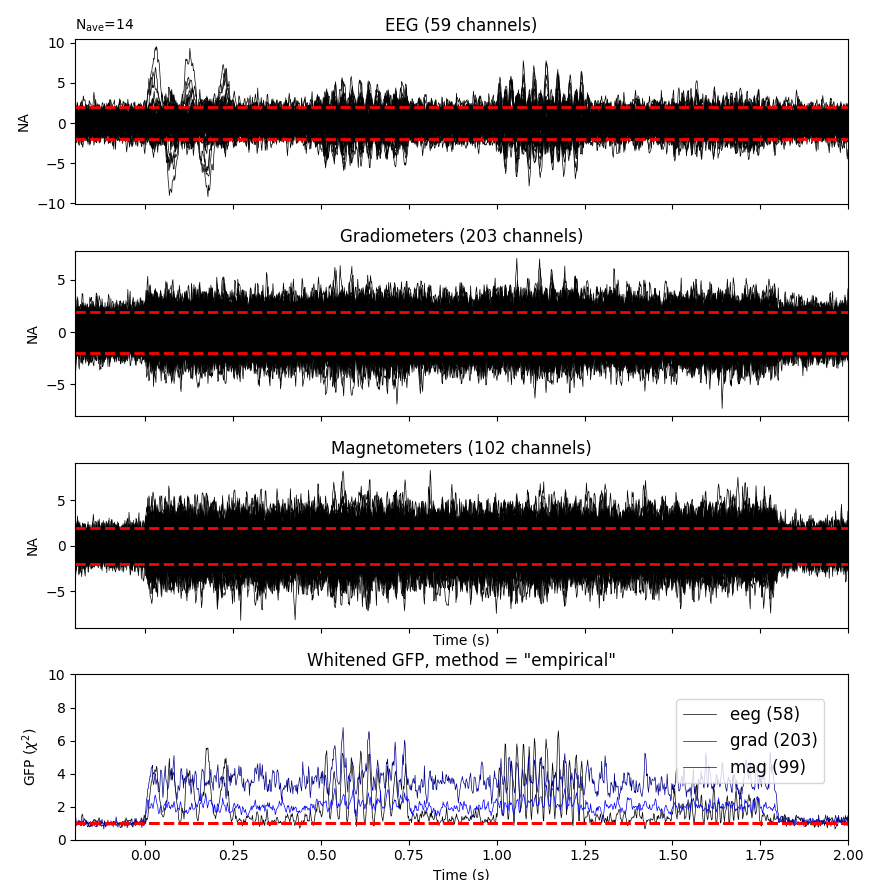 Nave=14
EEG (59 channels)
10
5
0
−5
−10
NA
Gradiometers (203 channels)
5
0
−5
NA
Magnetometers (102 channels)
5
0
−5
NA
Time (s)
Whitened GFP, method = "empirical"
10
8
6
4
2
0
GFP (χ²)
eeg (58)
grad (203)
mag (99)
0.00 0.25 0.50 0.75 1.00 1.25 1.50 1.75 2.00
Time (s)